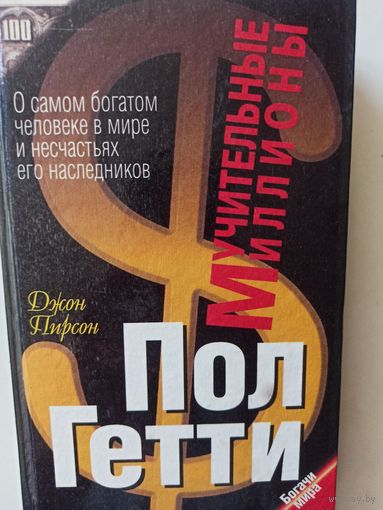 100
О самом богатом
человеке в мире
и несчастьях
его наследников
МУЧИТЕЛЬНЫЕ
МИЛЛИОНЫ
Джон
Пирсон
Пол
Гетти
Богачи
мира